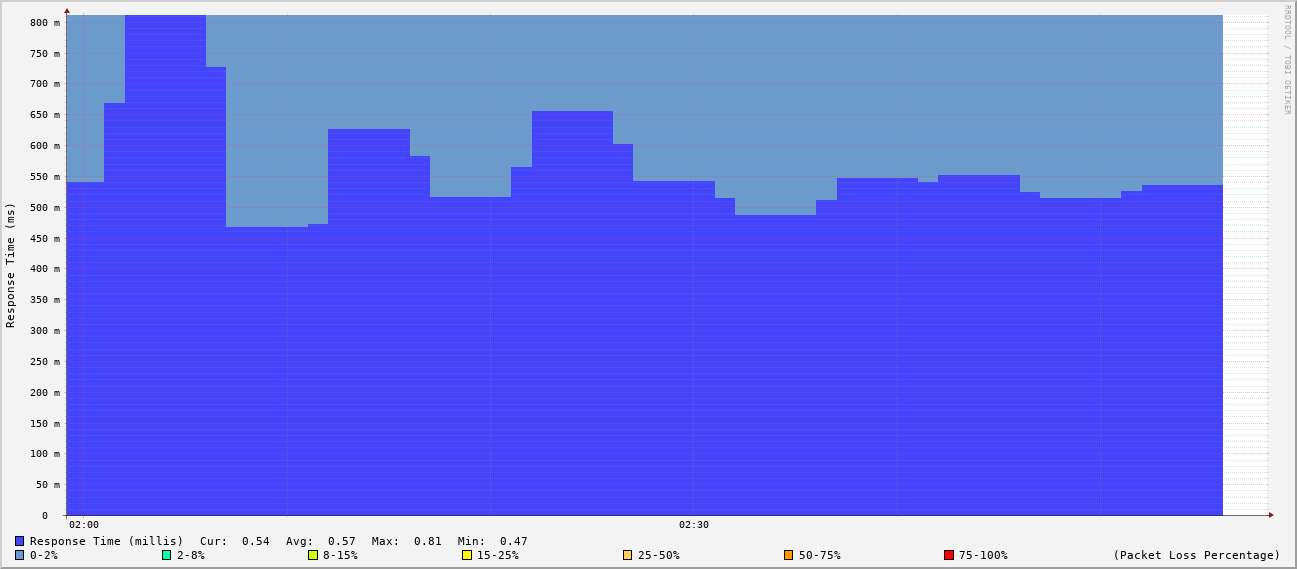 RRDTOOL / TOBI OETIKER
Response Time (ms)
800 m
750 m
700 m
650 m
600 m
550 m
500 m
450 m
400 m
350 m
300 m
250 m
200 m
150 m
100 m
50 m
0
02:00 02:30
Response Time (millis) Cur: 0.54 Avg: 0.57 Max: 0.81 Min: 0.47
0-2% 2-8% 8-15% 15-25% 25-50% 50-75% 75-100% (Packet Loss Percentage)